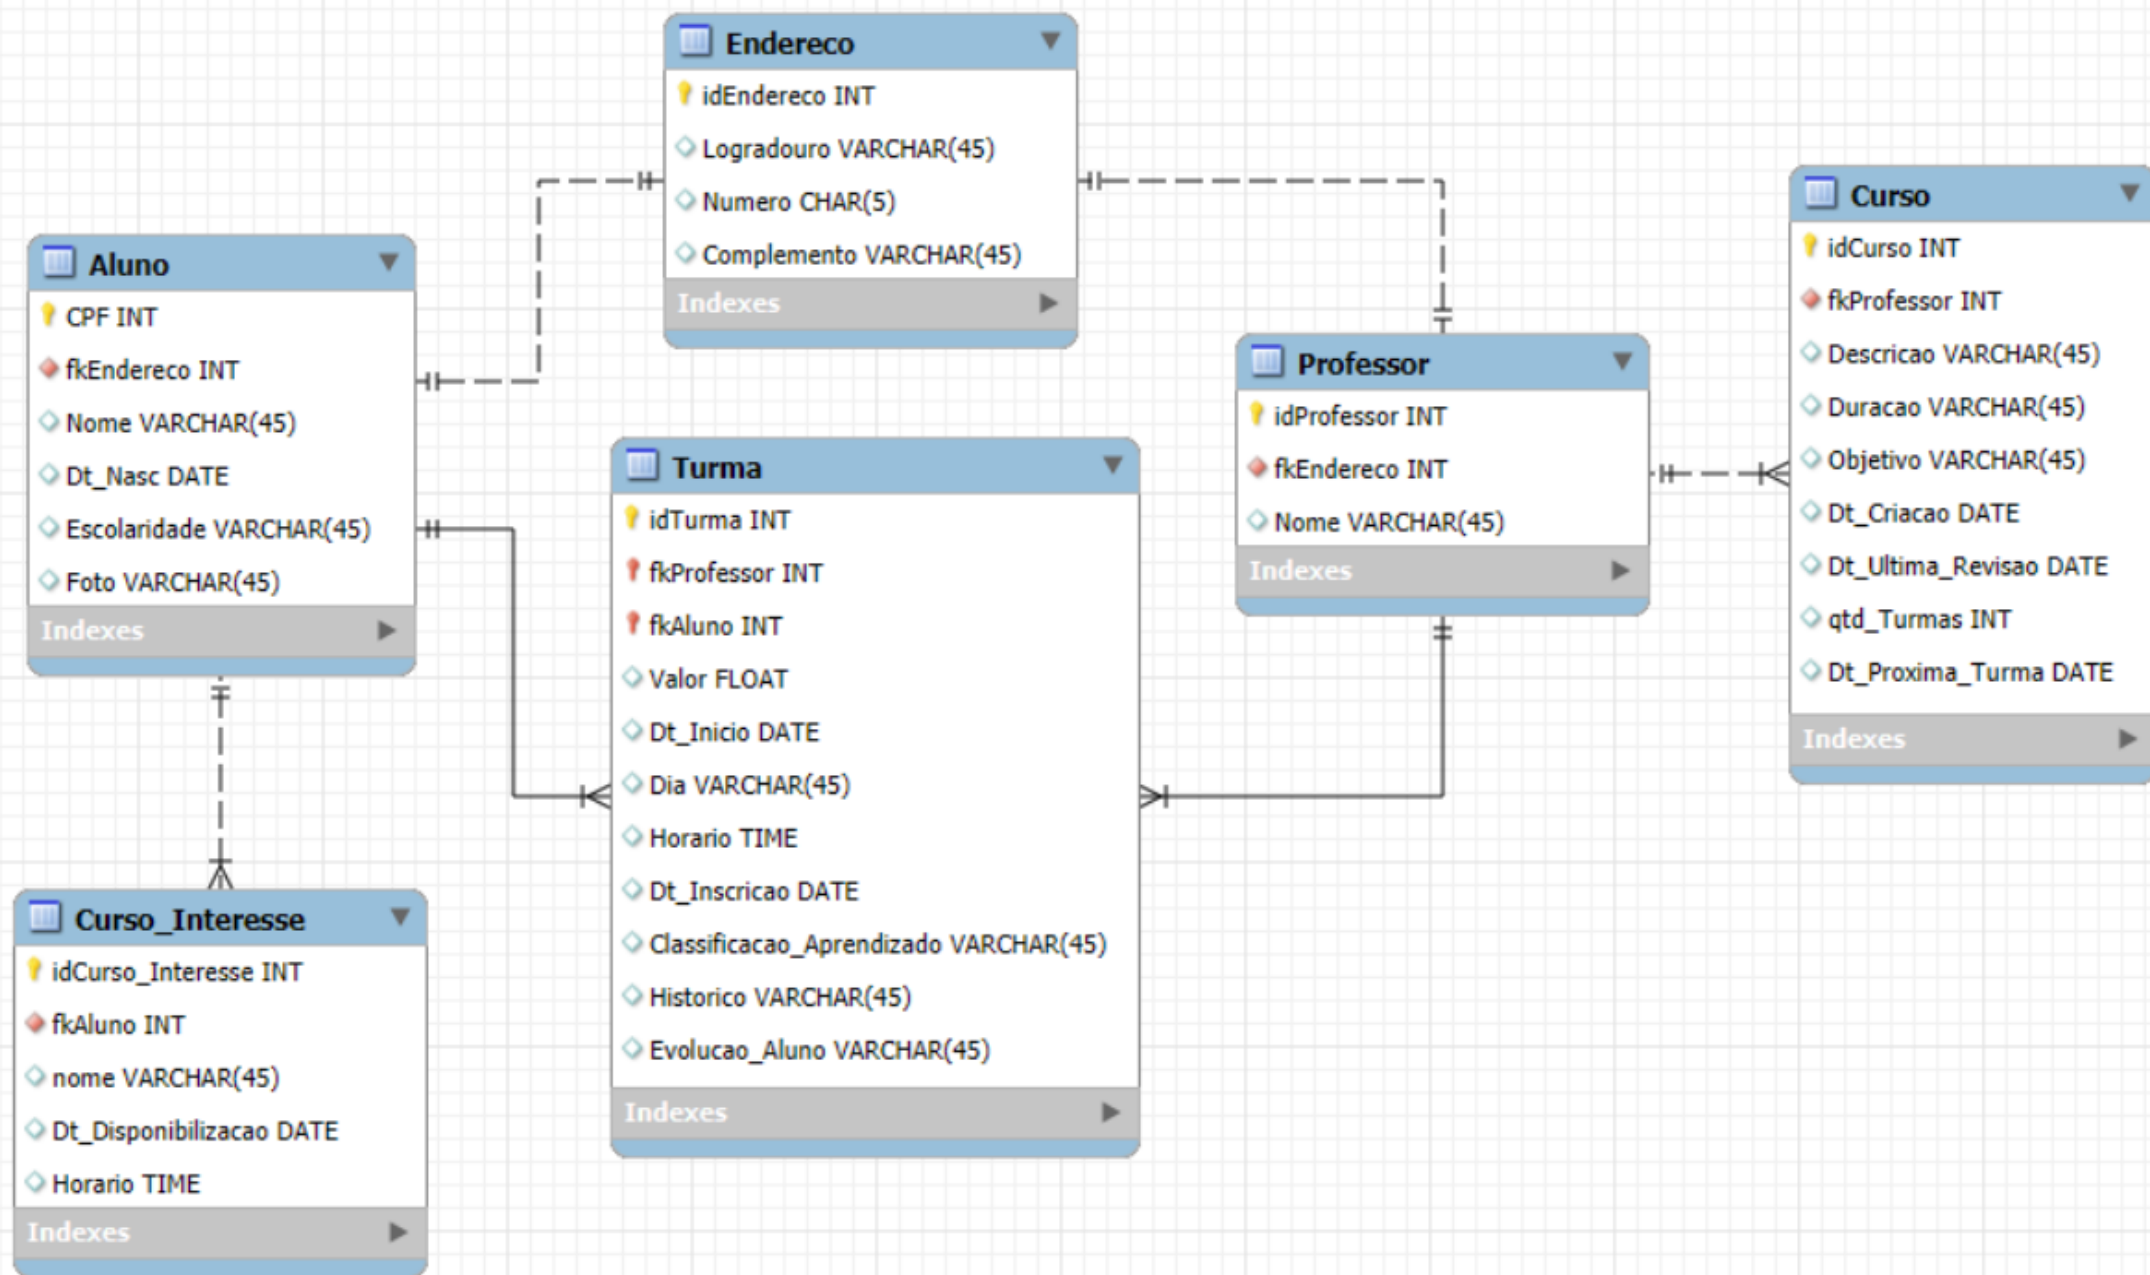 Endereco
idEndereco INT
Logradouro VARCHAR(45)
Numero CHAR(5)
Complemento VARCHAR(45)
Indexes
Aluno
CPF INT
fkEndereco INT
Nome VARCHAR(45)
Dt_Nasc DATE
Escolaridade VARCHAR(45)
Foto VARCHAR(45)
Indexes
Turma
idTurma INT
fkProfessor INT
fkAluno INT
Valor FLOAT
Dt_Inicio DATE
Dia VARCHAR(45)
Horario TIME
Dt_Inscricao DATE
Classificacao_Aprendizado VARCHAR(45)
Historico VARCHAR(45)
Evolucao_Aluno VARCHAR(45)
Indexes
Professor
idProfessor INT
fkEndereco INT
Nome VARCHAR(45)
Indexes
Curso
idCurso INT
fkProfessor INT
Descricao VARCHAR(45)
Duracao VARCHAR(45)
Objetivo VARCHAR(45)
Dt_Criacao DATE
Dt_Ultima_Revisao DATE
qtd_Turmas INT
Dt_Proxima_Turma DATE
Indexes
Curso_Interesse
idCurso_Interesse INT
fkAluno INT
nome VARCHAR(45)
Dt_Disponibilizacao DATE
Horario TIME
Indexes